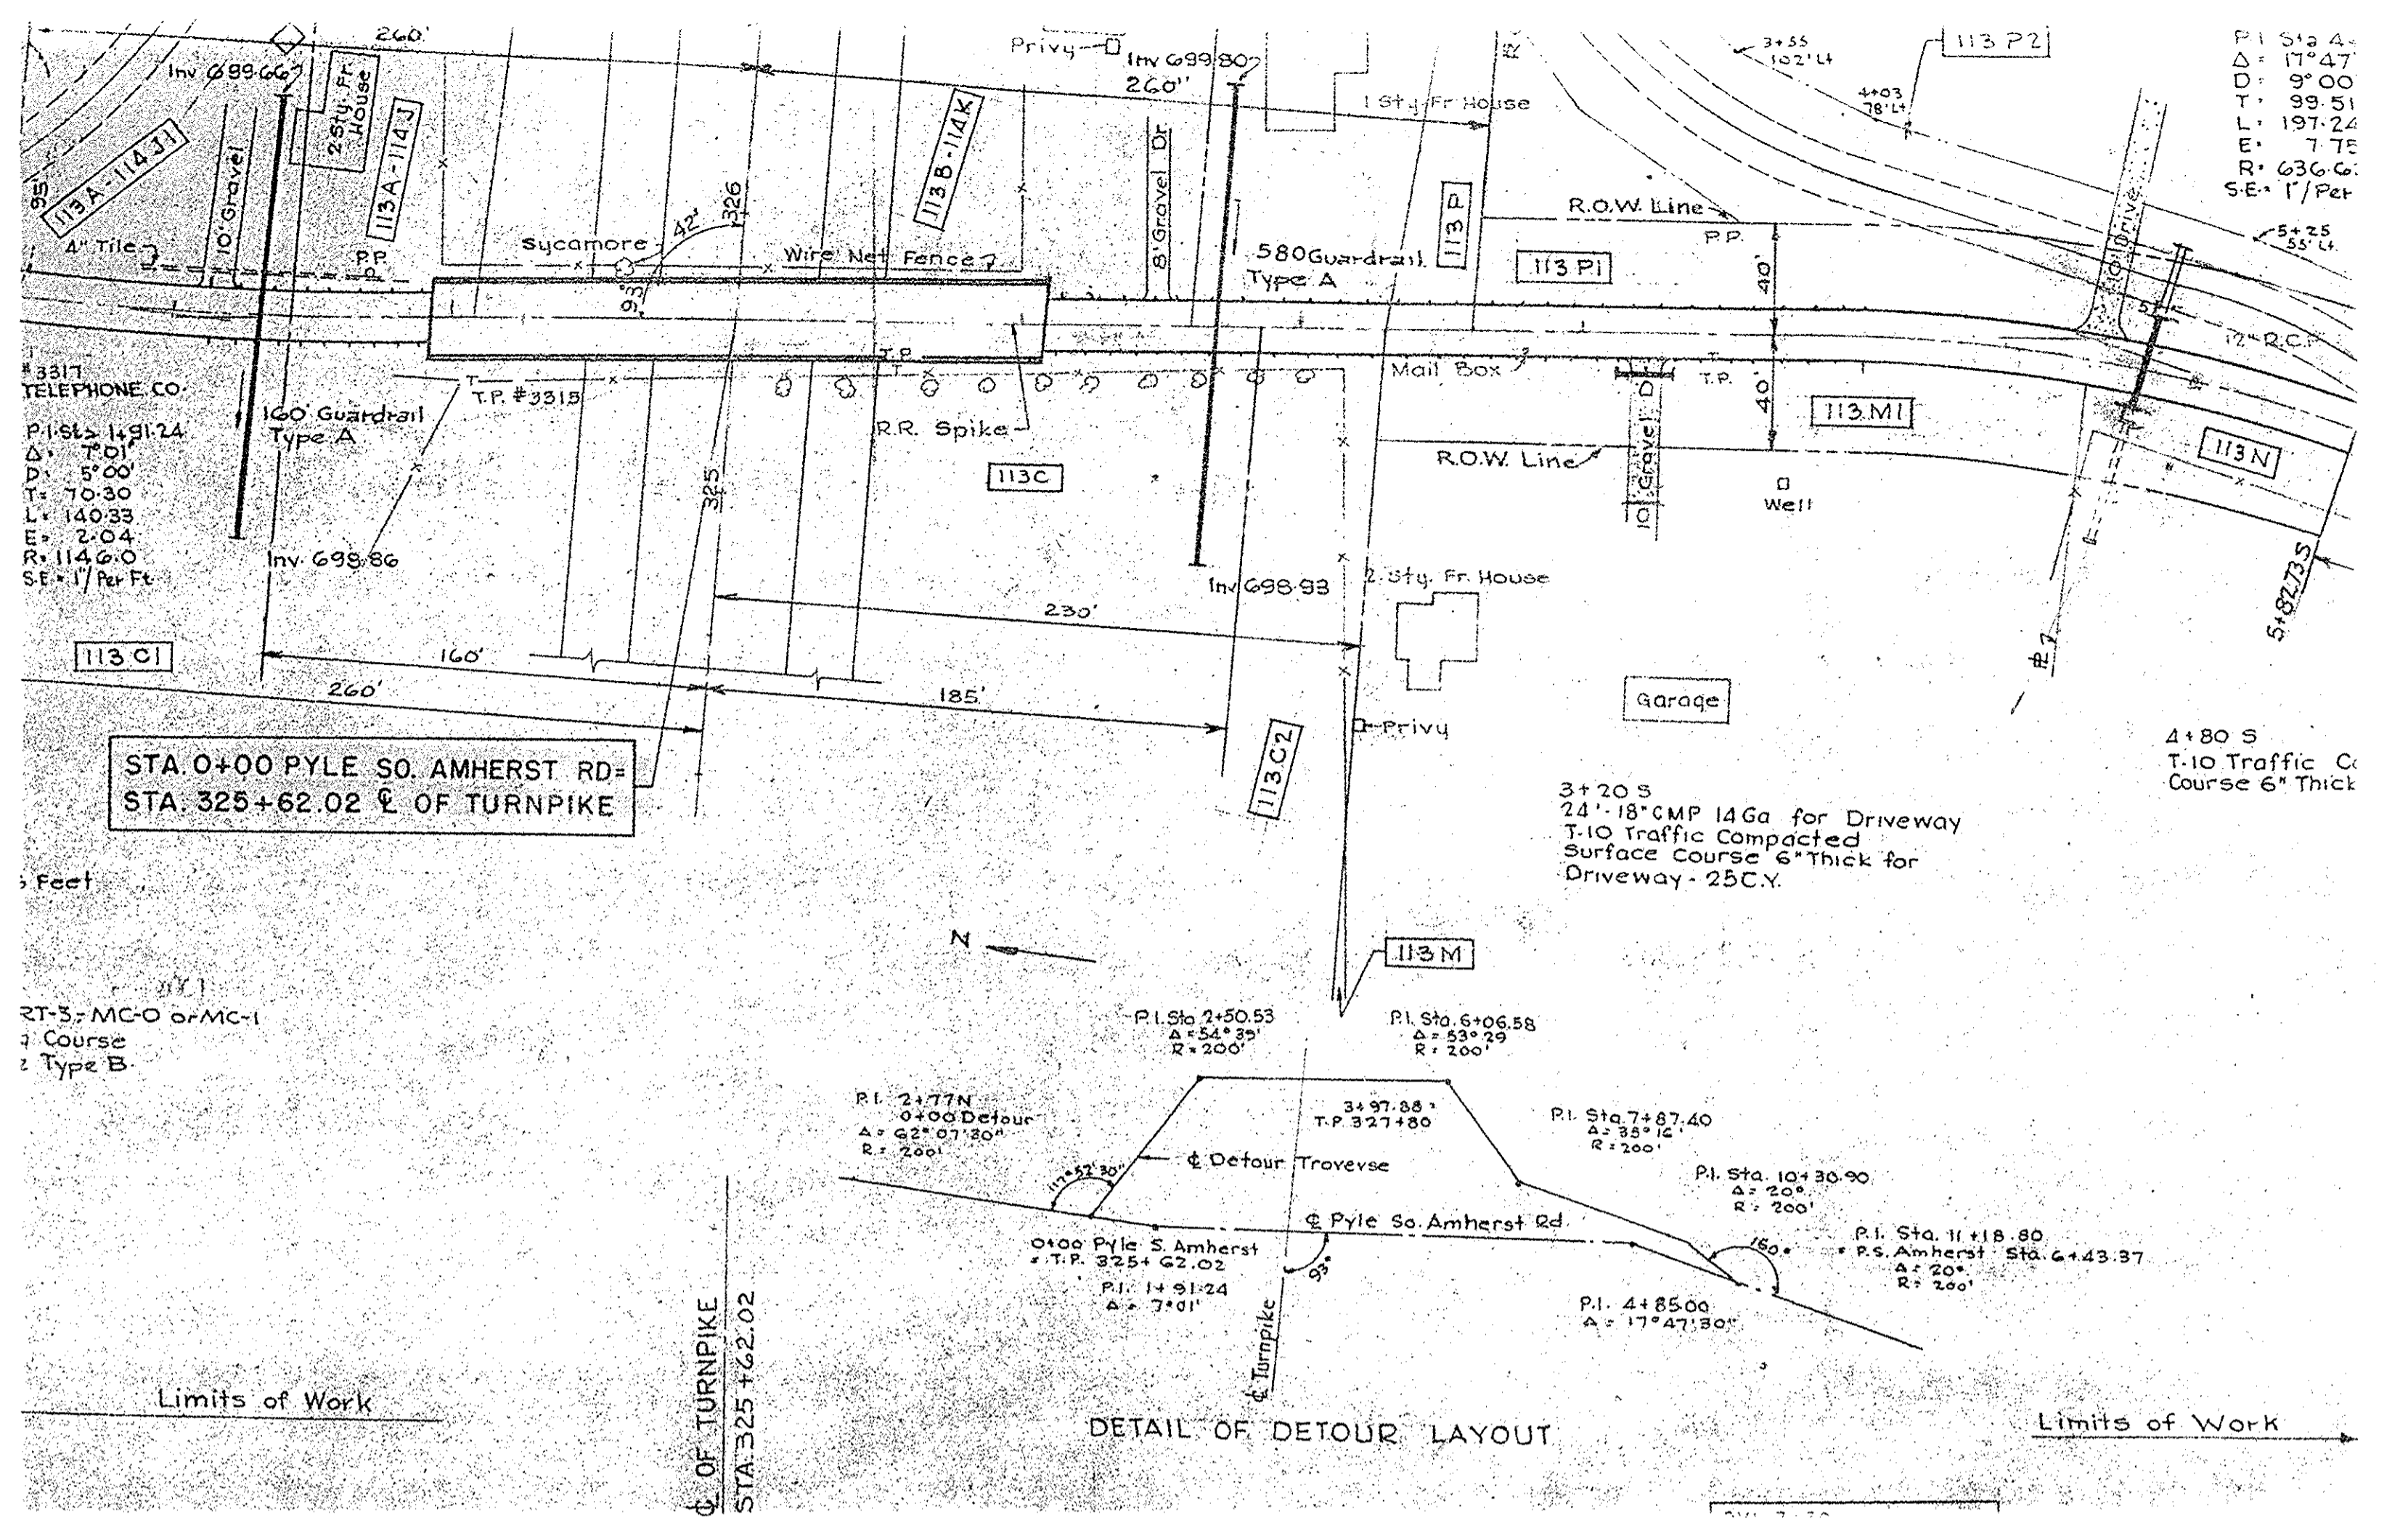 260'
Inv 699.66
2 Sty. Fr.
House
113A-114J1
95'
10' Gravel
113A-114J
4" Tile
P.P.
Sycamore
42"
326
93°
Wire Net Fence
113B-114K
Privy
Inv 699.80
260"
1 Sty. Fr. House
8' Gravel Dr
580 Guardrail
Type A
113 P
R.O.W. Line
P.P.
113 P1
40'
3+55
102' Lt
4+03
78' Lt
113 P2
10' Drive
P.I. Sta 4
Δ= 17°47'
D= 9°00'
T= 99.51
L= 197.24
E= 7.75
R= 636.6
S.E.= 1"/Per
5+25
55' Lt.
12" R.C.P.
#3317
TELEPHONE CO.
P.I. Sta 1+91.24
Δ= 7°01'
D= 5°00'
T= 70.30
L= 140.33
E= 2.04
R= 1146.0
S.E.= 1"/Per Ft.
160' Guardrail
Type A
T.P. #3315
T.P.
R.R. Spike
Mail Box
T.P.
40'
113 M1
113 N
113C
R.O.W. Line
10' Gravel D
Well
325
Inv. 698.86
Inv 698.93
2. Sty. Fr. House
5+82.73 S
230'
113 C1
160'
260'
185'
113 C2
Privy
Garage
STA. 0+00 PYLE SO. AMHERST RD=
STA. 325+62.02 ℄ OF TURNPIKE
4+80 S
T-10 Traffic Co
Course 6" Thick
3+20 S
24'-18" CMP 14 Ga for Driveway
T-10 Traffic Compacted
Surface Course 6" Thick for
Driveway - 25 C.Y.
Feet
N
113 M
RT-3,-MC-0 or MC-1
Course
Type B
P.I. Sta 2+50.53
Δ= 54°39'
R= 200'
P.I. Sta. 6+06.58
Δ= 53°29
R= 200'
P.I. 2+77N
0+00 Detour
Δ= 62°07'30"
R= 200'
3+97.88 =
T.P. 327+80
P.I. Sta. 7+87.40
Δ= 35°16'
R= 200'
117°52'30"
℄ Detour Troverse
P.I. Sta. 10+30.90
Δ= 20°
R= 200'
℄ Pyle So. Amherst Rd.
0+00 Pyle S. Amherst
= T.P. 325+62.02
93°
160°
P.I. Sta. 11+18.80
= P.S. Amherst Sta. 6+43.37
Δ= 20°
R= 200'
P.I. 1+91.24
Δ= 7°01'
P.I. 4+85.00
Δ= 17°47'30"
℄ Turnpike
℄ OF TURNPIKE
STA. 325+62.02
Limits of Work
DETAIL OF DETOUR LAYOUT
Limits of Work